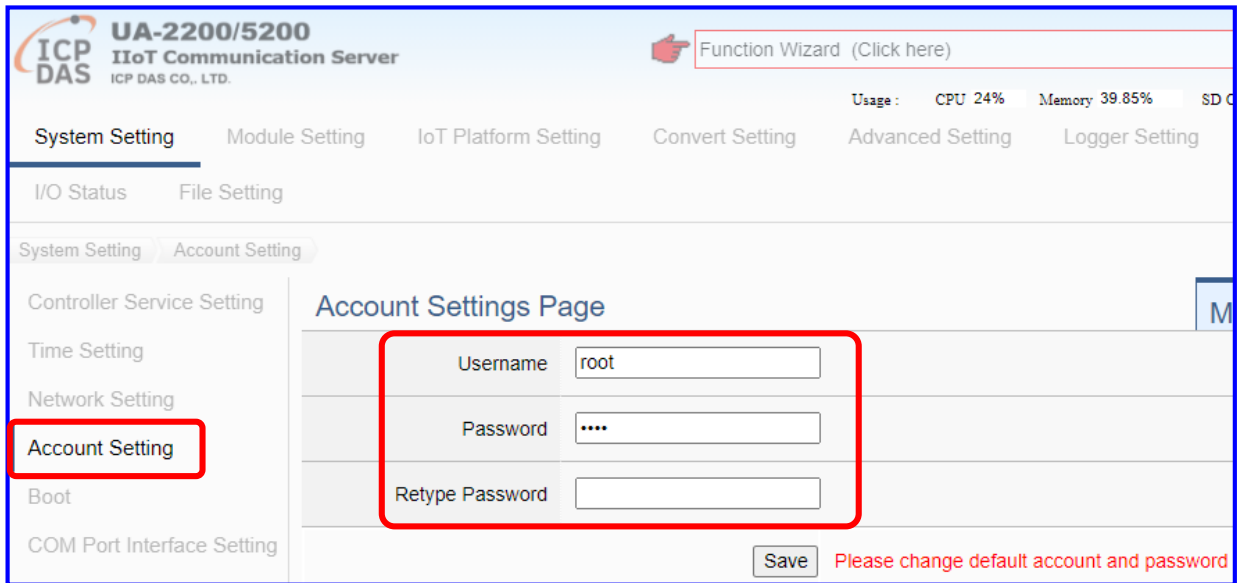 ICP
DAS
UA-2200/5200
IIoT Communication Server
ICP DAS CO,. LTD.
Function Wizard (Click here)
Usage : CPU 24% Memory 39.85% SD
System Setting Module Setting IoT Platform Setting Convert Setting Advanced Setting Logger Setting
I/O Status File Setting
System Setting Account Setting
Controller Service Setting
Time Setting
Network Setting
Account Setting
Boot
COM Port Interface Setting
Account Settings Page
M
Username root
Password ••••
Retype Password
Save Please change default account and password